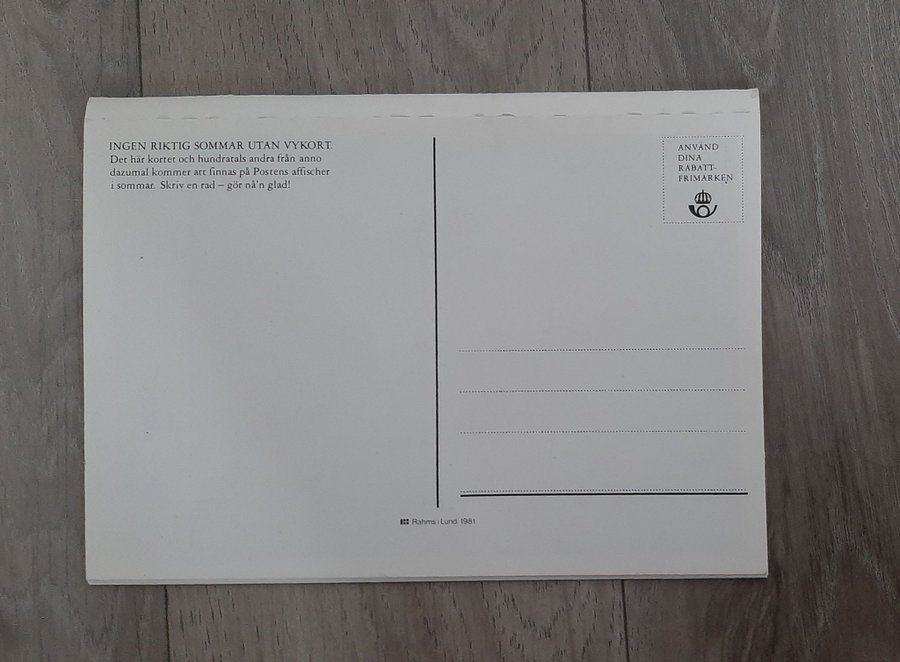 INGEN RIKTIG SOMMAR UTAN VYKORT.
Det här kortet och hundratals andra från anno
dazumal kommer att finnas på Postens affischer
i sommar. Skriv en rad – gör nå'n glad!
ANVÄND
DINA
RABATT-
FRIMÄRKEN
Rahms i Lund 1981